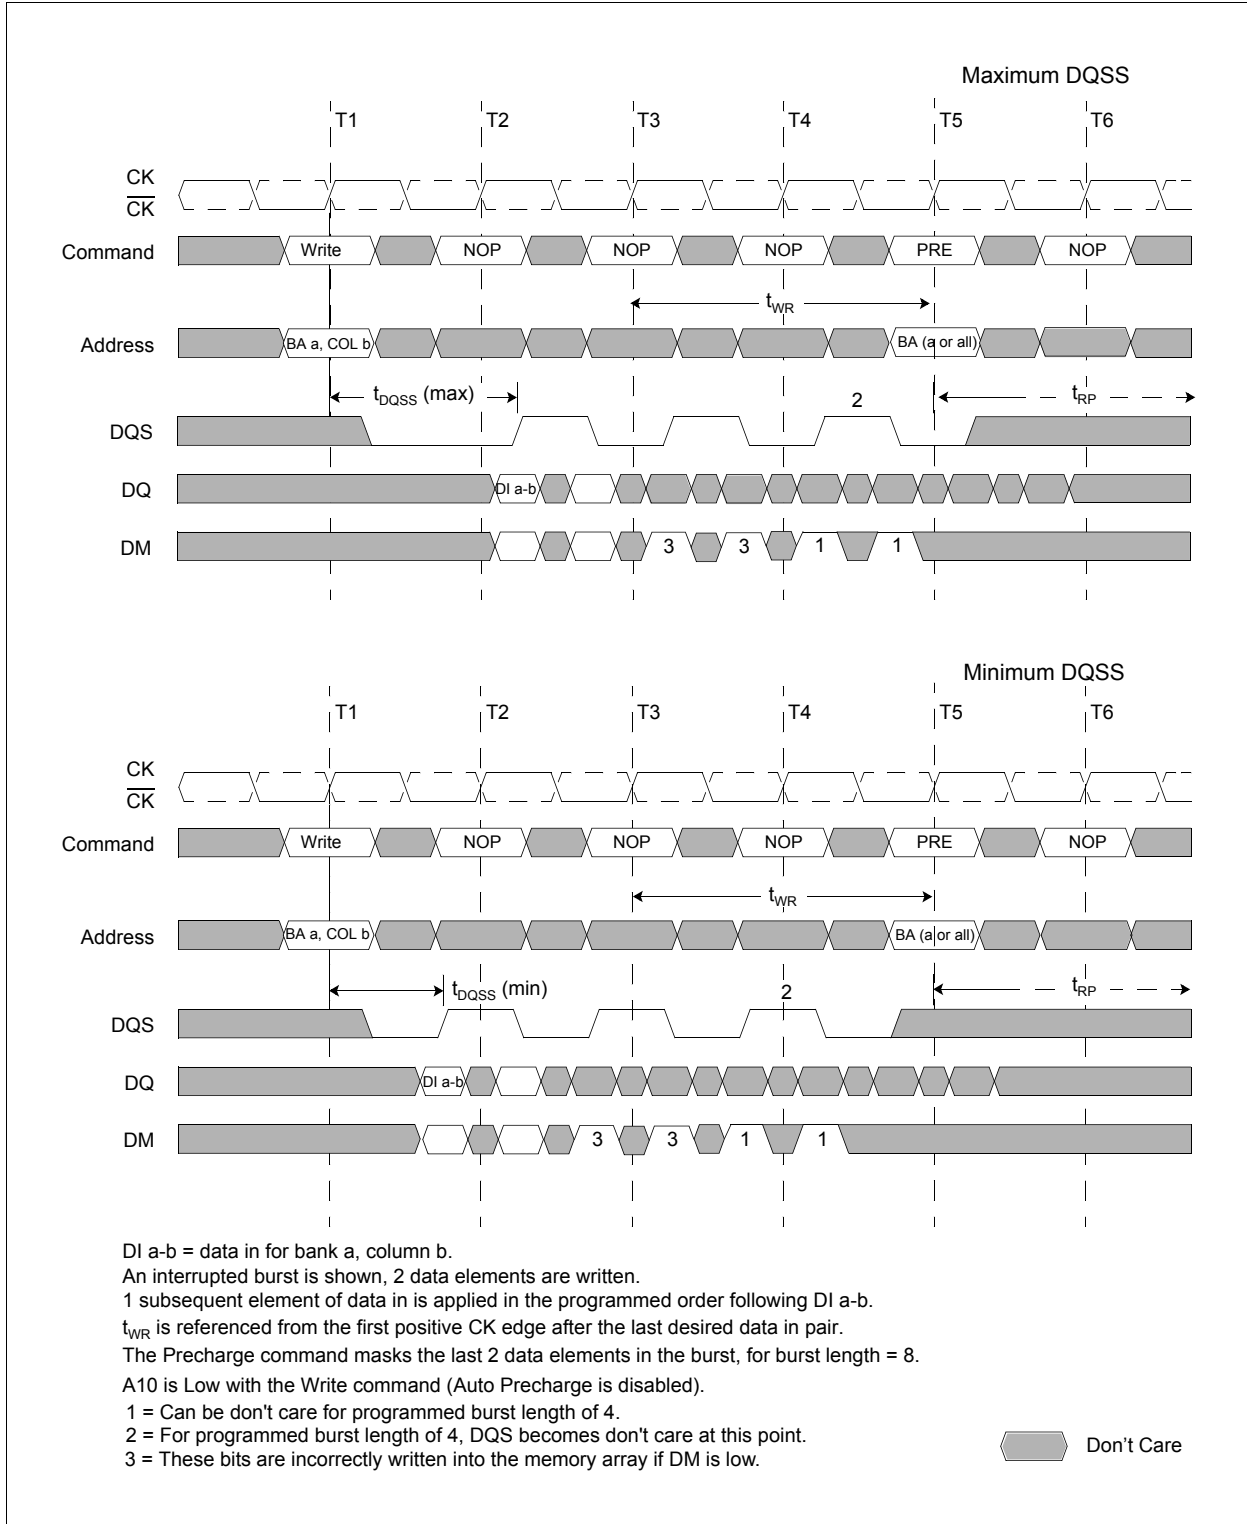 Maximum DQSS
T1 T2 T3 T4 T5 T6
CK
CK
Command Write NOP NOP NOP PRE NOP
tWR
Address BA a, COL b BA (a or all)
tDQSS (max) 2 tRP
DQS
DQ DI a-b
DM 3 3 1 1
Minimum DQSS
T1 T2 T3 T4 T5 T6
CK
CK
Command Write NOP NOP NOP PRE NOP
tWR
Address BA a, COL b BA (a or all)
tDQSS (min) 2 tRP
DQS
DQ DI a-b
DM 3 3 1 1
DI a-b = data in for bank a, column b.
An interrupted burst is shown, 2 data elements are written.
1 subsequent element of data in is applied in the programmed order following DI a-b.
tWR is referenced from the first positive CK edge after the last desired data in pair.
The Precharge command masks the last 2 data elements in the burst, for burst length = 8.
A10 is Low with the Write command (Auto Precharge is disabled).
1 = Can be don't care for programmed burst length of 4.
2 = For programmed burst length of 4, DQS becomes don't care at this point.
3 = These bits are incorrectly written into the memory array if DM is low.
Don't Care